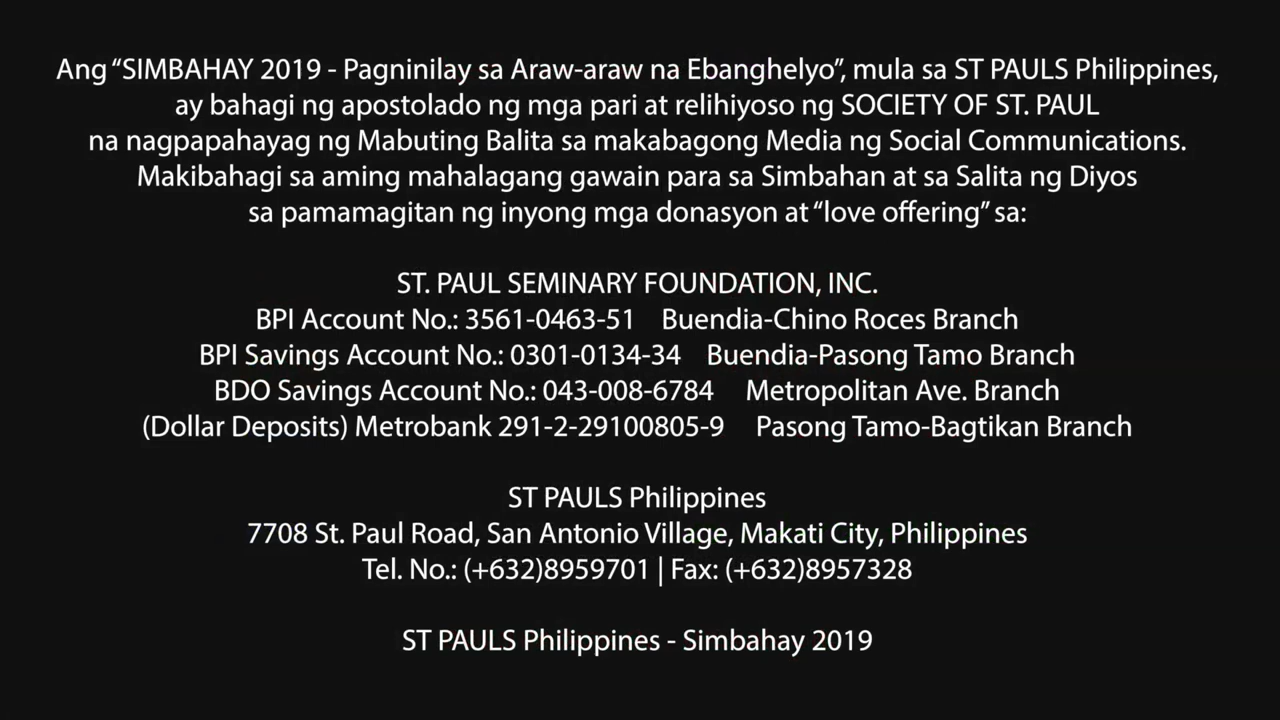 Ang “SIMBAHAY 2019 - Pagninilay sa Araw-araw na Ebanghelyo”, mula sa ST PAULS Philippines,
ay bahagi ng apostolado ng mga pari at relihiyoso ng SOCIETY OF ST. PAUL
na nagpapahayag ng Mabuting Balita sa makabagong Media ng Social Communications.
Makibahagi sa aming mahalagang gawain para sa Simbahan at sa Salita ng Diyos
sa pamamagitan ng inyong mga donasyon at “love offering” sa:
ST. PAUL SEMINARY FOUNDATION, INC.
BPI Account No.: 3561-0463-51 Buendia-Chino Roces Branch
BPI Savings Account No.: 0301-0134-34 Buendia-Pasong Tamo Branch
BDO Savings Account No.: 043-008-6784 Metropolitan Ave. Branch
(Dollar Deposits) Metrobank 291-2-29100805-9 Pasong Tamo-Bagtikan Branch
ST PAULS Philippines
7708 St. Paul Road, San Antonio Village, Makati City, Philippines
Tel. No.: (+632)8959701 | Fax: (+632)8957328
ST PAULS Philippines - Simbahay 2019